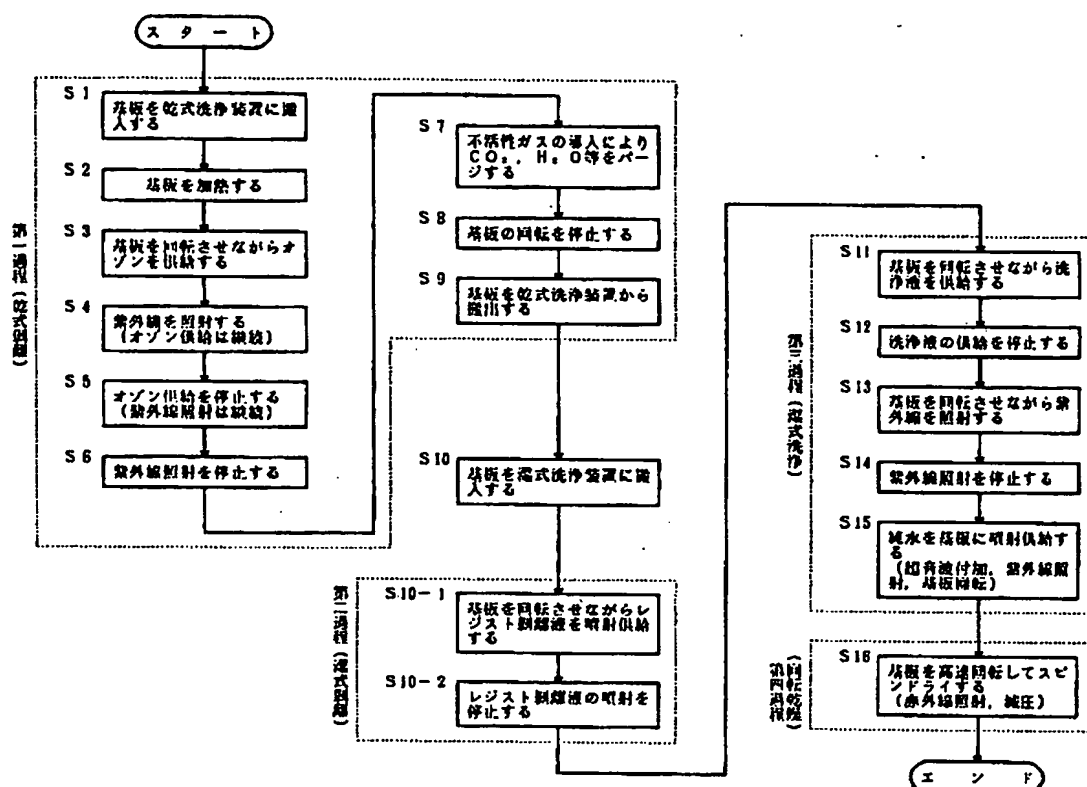 スタート
第一過程(乾式剥離)
S1
基板を乾式洗浄装置に搬
入する
S2
基板を加熱する
S3
基板を回転させながらオ
ゾンを供給する
S4
紫外線を照射する
(オゾン供給は継続)
S5
オゾン供給を停止する
(紫外線照射は継続)
S6
紫外線照射を停止する
S7
不活性ガスの導入により
CO₂,H₂O等をパー
ジする
S8
基板の回転を停止する
S9
基板を乾式洗浄装置から
搬出する
S10
基板を湿式洗浄装置に搬
入する
第二過程(湿式剥離)
S10-1
基板を回転させながらレ
ジスト剥離液を噴射供給
する
S10-2
レジスト剥離液の噴射を
停止する
第三過程(湿式洗浄)
S11
基板を回転させながら洗
浄液を供給する
S12
洗浄液の供給を停止する
S13
基板を回転させながら紫
外線を照射する
S14
紫外線照射を停止する
S15
純水を基板に噴射供給す
る
(超音波付加,紫外線照
射,基板回転)
第四過程
(回転乾燥)
S16
基板を高速回転してスピ
ンドライする
(赤外線照射,減圧)
エンド